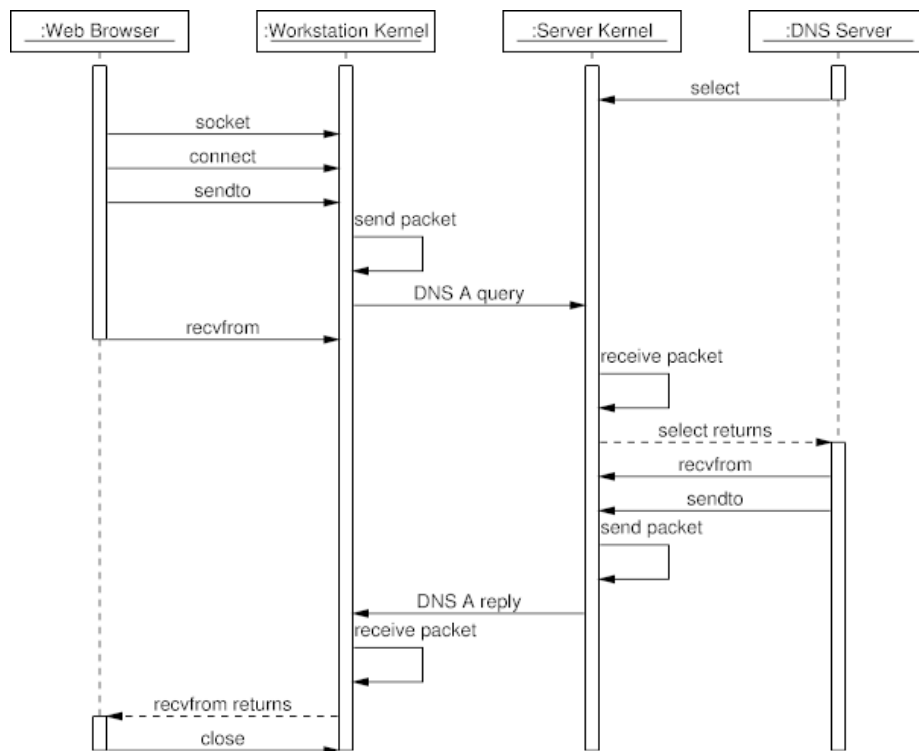 :Web Browser
:Workstation Kernel
:Server Kernel
:DNS Server
select
socket
connect
sendto
send packet
DNS A query
recvfrom
receive packet
select returns
recvfrom
sendto
send packet
DNS A reply
receive packet
recvfrom returns
close